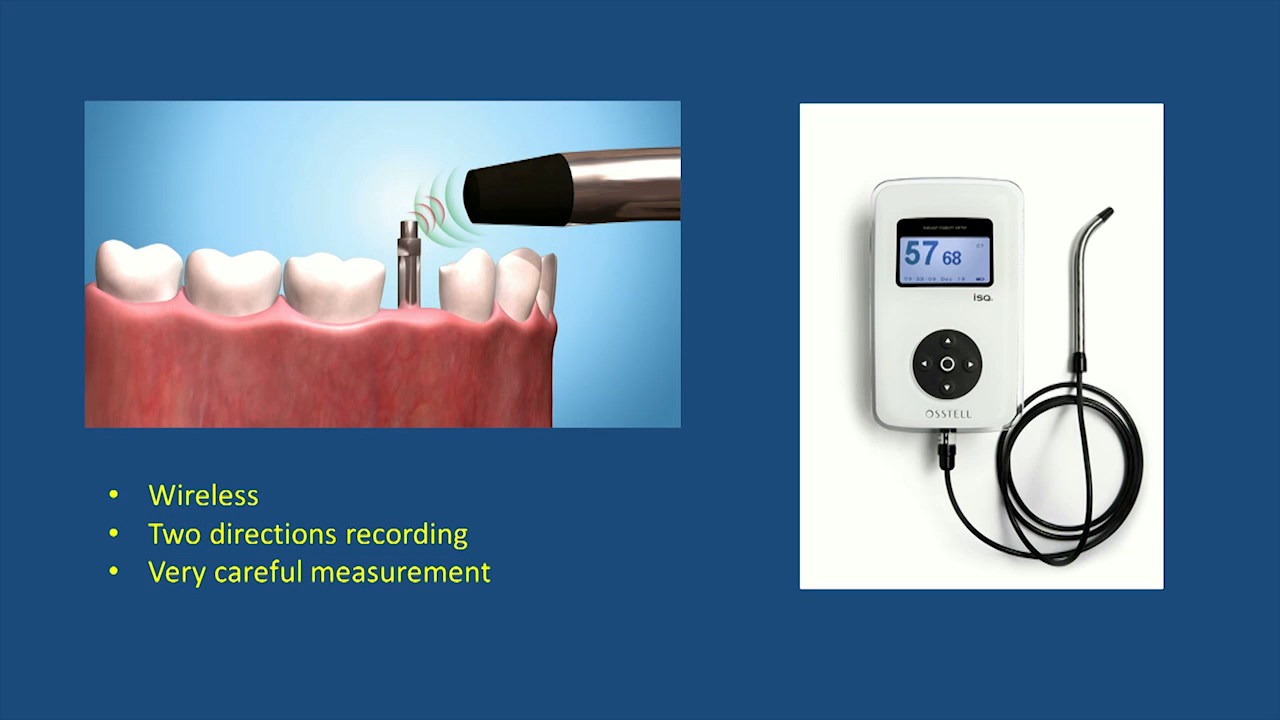 57 68
isq.
OSSTELL
• Wireless
• Two directions recording
• Very careful measurement